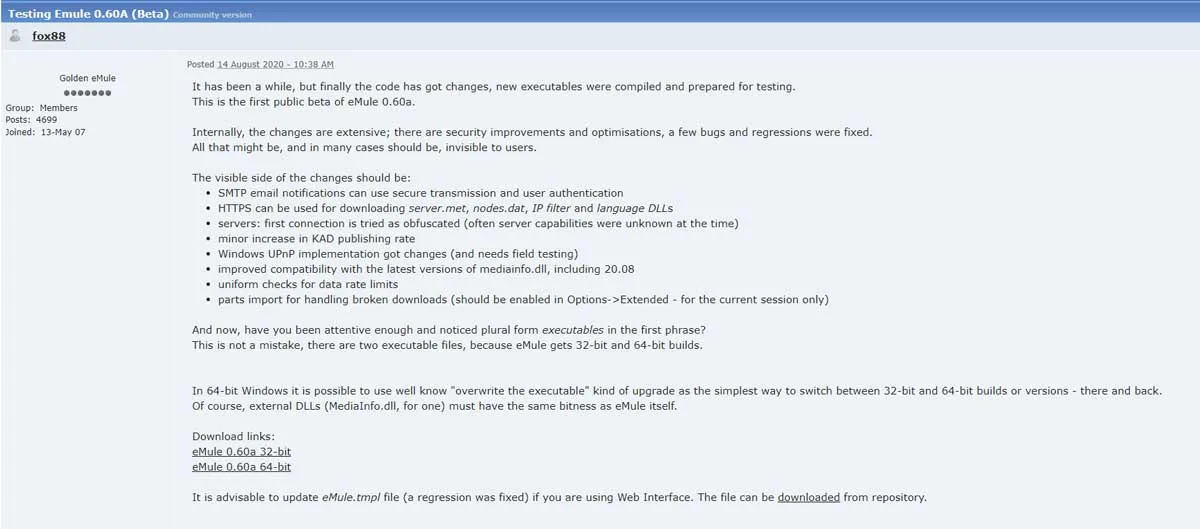 Testing Emule 0.60A (Beta) Community version
fox88
Posted 14 August 2020 - 10:38 AM
Golden eMule
Group: Members
Posts: 4699
Joined: 13-May 07
It has been a while, but finally the code has got changes, new executables were compiled and prepared for testing.
This is the first public beta of eMule 0.60a.
Internally, the changes are extensive; there are security improvements and optimisations, a few bugs and regressions were fixed.
All that might be, and in many cases should be, invisible to users.
The visible side of the changes should be:
• SMTP email notifications can use secure transmission and user authentication
• HTTPS can be used for downloading server.met, nodes.dat, IP filter and language DLLs
• servers: first connection is tried as obfuscated (often server capabilities were unknown at the time)
• minor increase in KAD publishing rate
• Windows UPnP implementation got changes (and needs field testing)
• improved compatibility with the latest versions of mediainfo.dll, including 20.08
• uniform checks for data rate limits
• parts import for handling broken downloads (should be enabled in Options->Extended - for the current session only)
And now, have you been attentive enough and noticed plural form executables in the first phrase?
This is not a mistake, there are two executable files, because eMule gets 32-bit and 64-bit builds.
In 64-bit Windows it is possible to use well know "overwrite the executable" kind of upgrade as the simplest way to switch between 32-bit and 64-bit builds or versions - there and back.
Of course, external DLLs (MediaInfo.dll, for one) must have the same bitness as eMule itself.
Download links:
eMule 0.60a 32-bit
eMule 0.60a 64-bit
It is advisable to update eMule.tmpl file (a regression was fixed) if you are using Web Interface. The file can be downloaded from repository.